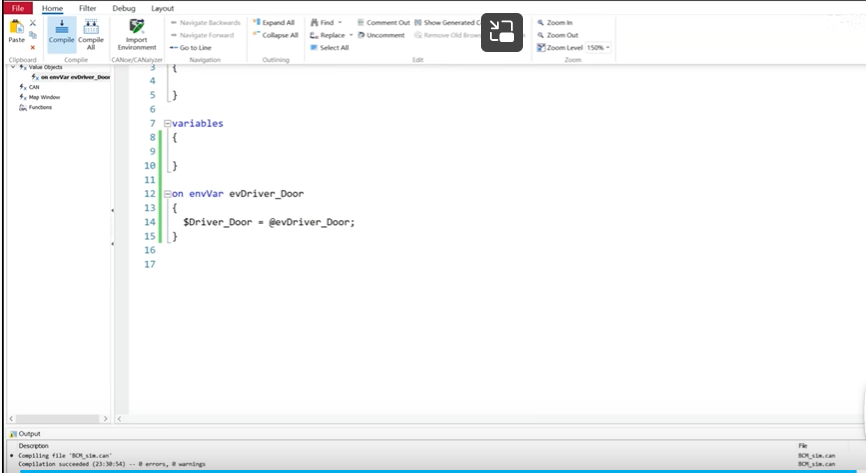 File Home Filter Debug Layout
Paste Compile Compile All Import Environment Navigate Backwards Navigate Forward Go to Line Expand All Collapse All Find Replace Select All Comment Out Uncomment Show Generated Remove Old Zoom In Zoom Out Zoom Level 150%
Clipboard Compile CANoe/CANalyzer Navigation Outlining Edit Zoom
Value Objects
on envVar evDriver_Door
CAN
Map Window
Functions
3 {
4
5 }
6
7 variables
8 {
9
10 }
11
12 on envVar evDriver_Door
13 {
14 $Driver_Door = @evDriver_Door;
15 }
16
17
Output
Description File
Compiling file 'BCM_sim.can' BCM_sim.can
Compilation succeeded (23:30:54) -- 0 errors, 0 warnings BCM_sim.can